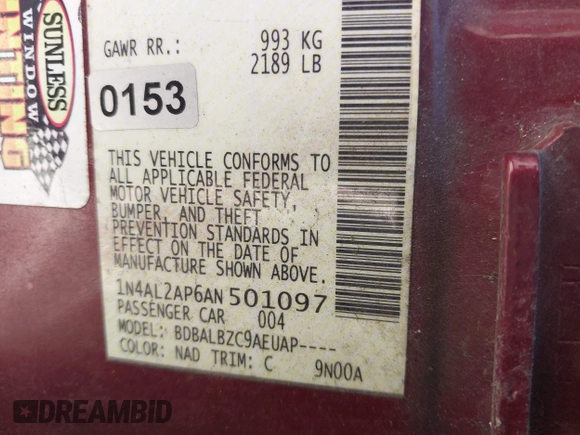 GAWR RR.: 993 KG
2189 LB
0153
SUNLESS
WINDOW
THIS VEHICLE CONFORMS TO
ALL APPLICABLE FEDERAL
MOTOR VEHICLE SAFETY,
BUMPER, AND THEFT
PREVENTION STANDARDS IN
EFFECT ON THE DATE OF
MANUFACTURE SHOWN ABOVE.
1N4AL2AP6AN501097
PASSENGER CAR 004
MODEL: BDBALBZC9AEUAP----
COLOR: NAD TRIM: C 9N00A
DREAMBID